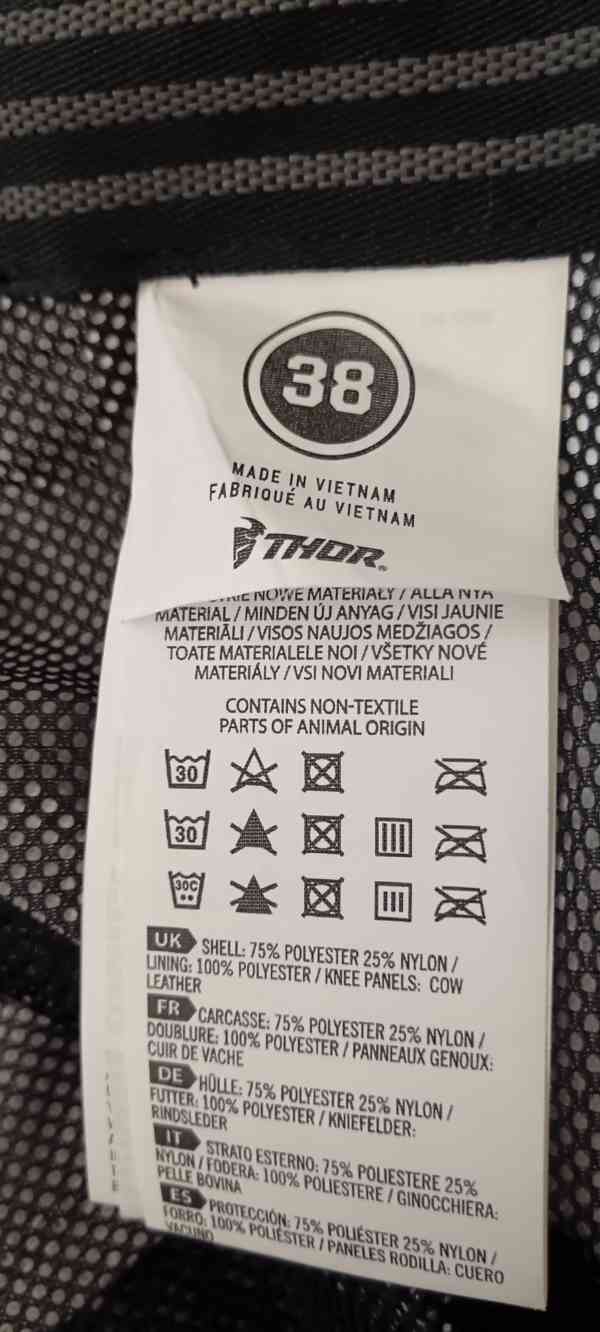 38
MADE IN VIETNAM
FABRIQUÉ AU VIETNAM
THOR
NOWE MATERIAŁY / ALLA NYA
MATERIAL / MINDEN ÚJ ANYAG / VISI JAUNIE
MATERIĀLI / VISOS NAUJOS MEDŽIAGOS /
TOATE MATERIALELE NOI / VŠETKY NOVÉ
MATERIÁLY / VSI NOVI MATERIALI
CONTAINS NON-TEXTILE
PARTS OF ANIMAL ORIGIN
30
30
30C
UK SHELL: 75% POLYESTER 25% NYLON /
LINING: 100% POLYESTER / KNEE PANELS: COW
LEATHER
FR CARCASSE: 75% POLYESTER 25% NYLON /
DOUBLURE: 100% POLYESTER / PANNEAUX GENOUX:
CUIR DE VACHE
DE HÜLLE: 75% POLYESTER 25% NYLON /
FUTTER: 100% POLYESTER / KNIEFELDER:
RINDSLEDER
IT STRATO ESTERNO: 75% POLIESTERE 25%
NYLON / FODERA: 100% POLIESTERE / GINOCCHIERA:
PELLE BOVINA
ES PROTECCIÓN: 75% POLIÉSTER 25% NYLON /
FORRO: 100% POLIÉSTER / PANELES RODILLA: CUERO
VACUNO